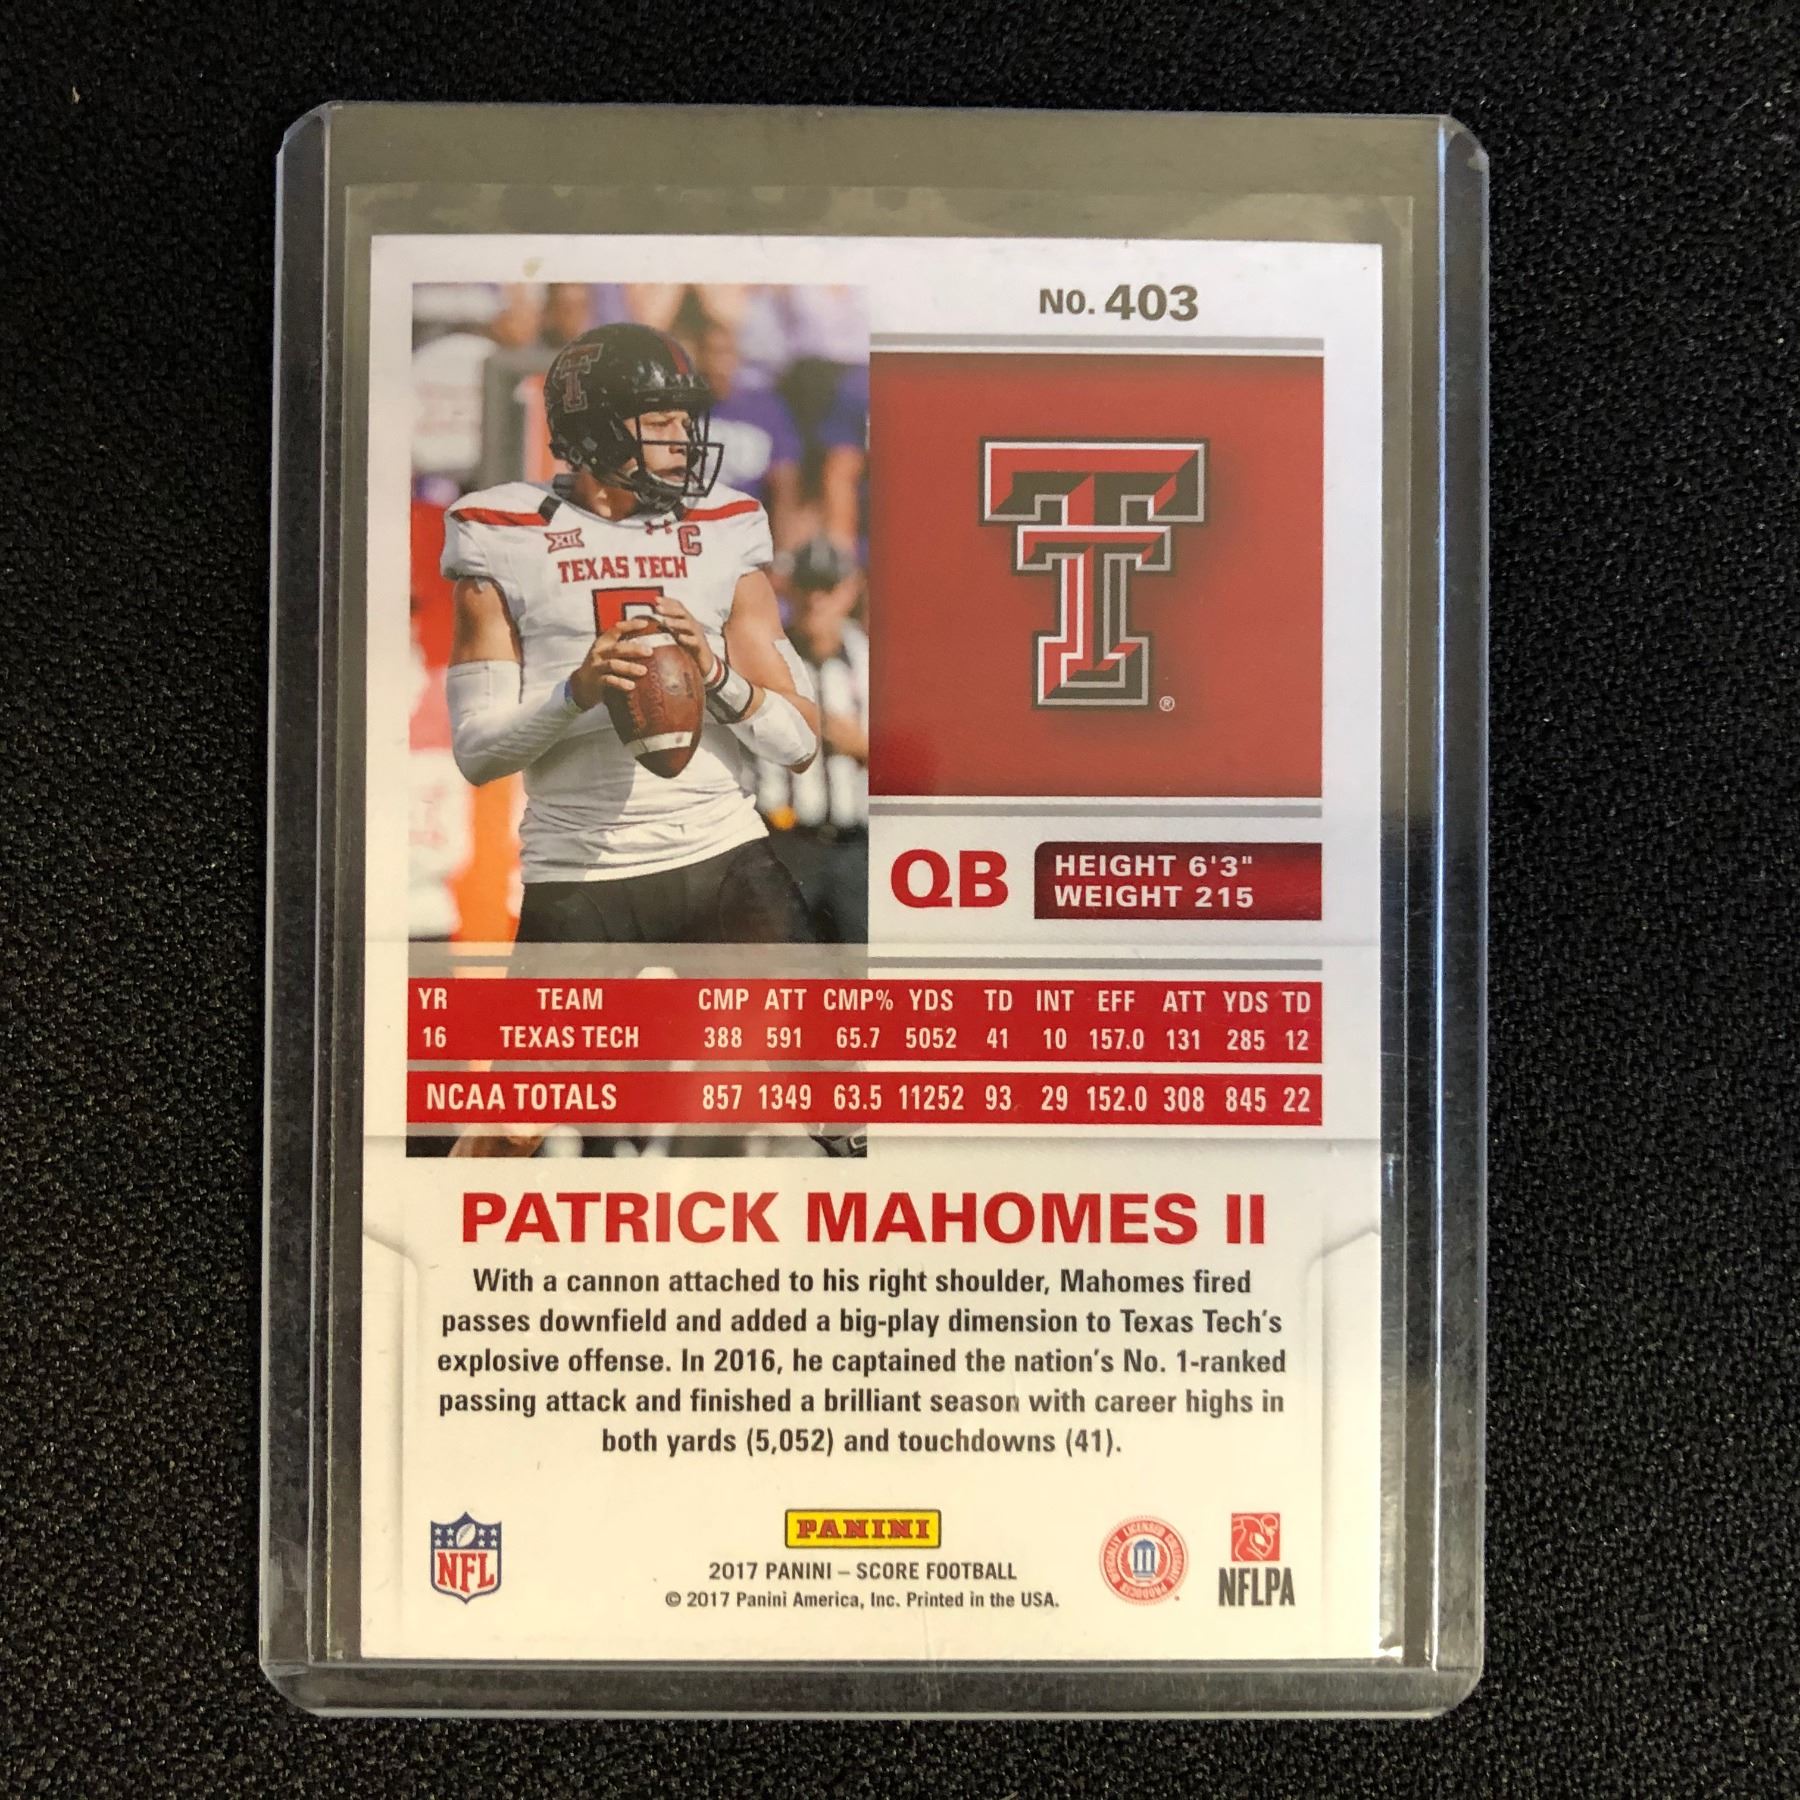 NO. 403
XII
C
TEXAS TECH
®
QB
HEIGHT 6'3"
WEIGHT 215
YR TEAM CMP ATT CMP% YDS TD INT EFF ATT YDS TD
16 TEXAS TECH 388 591 65.7 5052 41 10 157.0 131 285 12
NCAA TOTALS 857 1349 63.5 11252 93 29 152.0 308 845 22
PATRICK MAHOMES II
With a cannon attached to his right shoulder, Mahomes fired
passes downfield and added a big-play dimension to Texas Tech's
explosive offense. In 2016, he captained the nation's No. 1-ranked
passing attack and finished a brilliant season with career highs in
both yards (5,052) and touchdowns (41).
NFL
PANINI
2017 PANINI – SCORE FOOTBALL
© 2017 Panini America, Inc. Printed in the USA.
OFFICIALLY LICENSED COLLEGIATE PRODUCTS
NFLPA